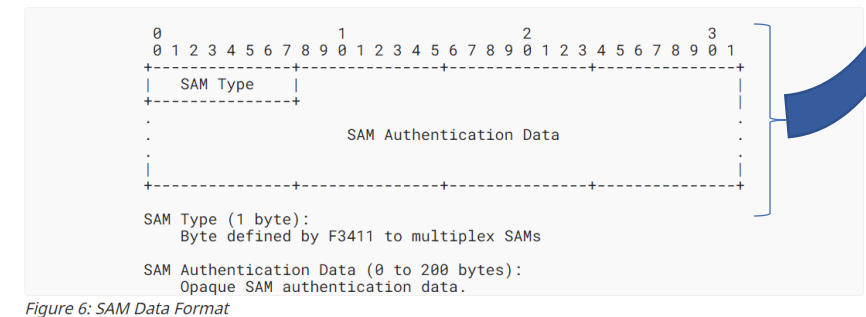 0                   1                   2                   3
0 1 2 3 4 5 6 7 8 9 0 1 2 3 4 5 6 7 8 9 0 1 2 3 4 5 6 7 8 9 0 1
+---------------+---------------+---------------+---------------+
|   SAM Type    |                                               |
+---------------+                                               |
.                                                               .
.                     SAM Authentication Data                   .
.                                                               .
|                                                               |
+---------------+---------------+---------------+---------------+
SAM Type (1 byte):
Byte defined by F3411 to multiplex SAMs
SAM Authentication Data (0 to 200 bytes):
Opaque SAM authentication data.
Figure 6: SAM Data Format